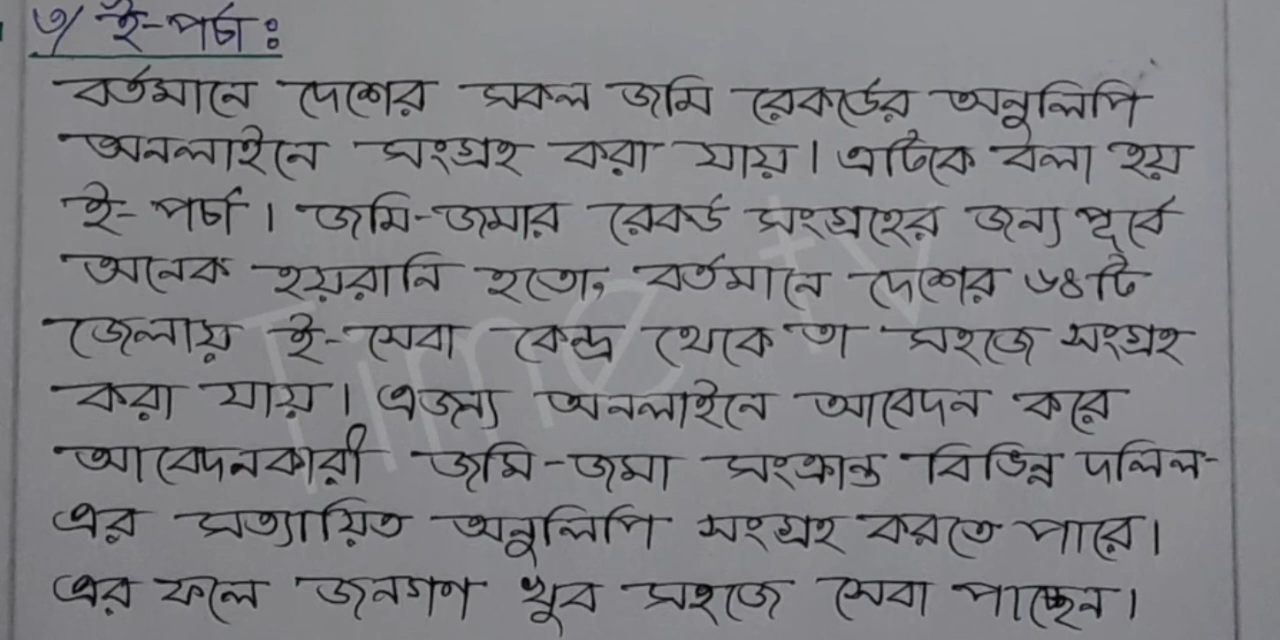 ৩/ ই-পর্চা :
বর্তমানে দেশের সকল জমি রেকর্ডের অনুলিপি
অনলাইনে সংগ্রহ করা যায়। এটিকে বলা হয়
ই-পর্চা। জমি-জমার রেকর্ড সংগ্রহের জন্য পূর্বে
অনেক হয়রানি হতো, বর্তমানে দেশের ৬৪টি
জেলায় ই-সেবা কেন্দ্র থেকে তা সহজে সংগ্রহ
করা যায়। এজন্য অনলাইনে আবেদন করে
আবেদনকারী জমি-জমা সংক্রান্ত বিভিন্ন দলিল-
এর সত্যায়িত অনুলিপি সংগ্রহ করতে পারে।
এর ফলে জনগণ খুব সহজে সেবা পাচ্ছেন।
Time tv